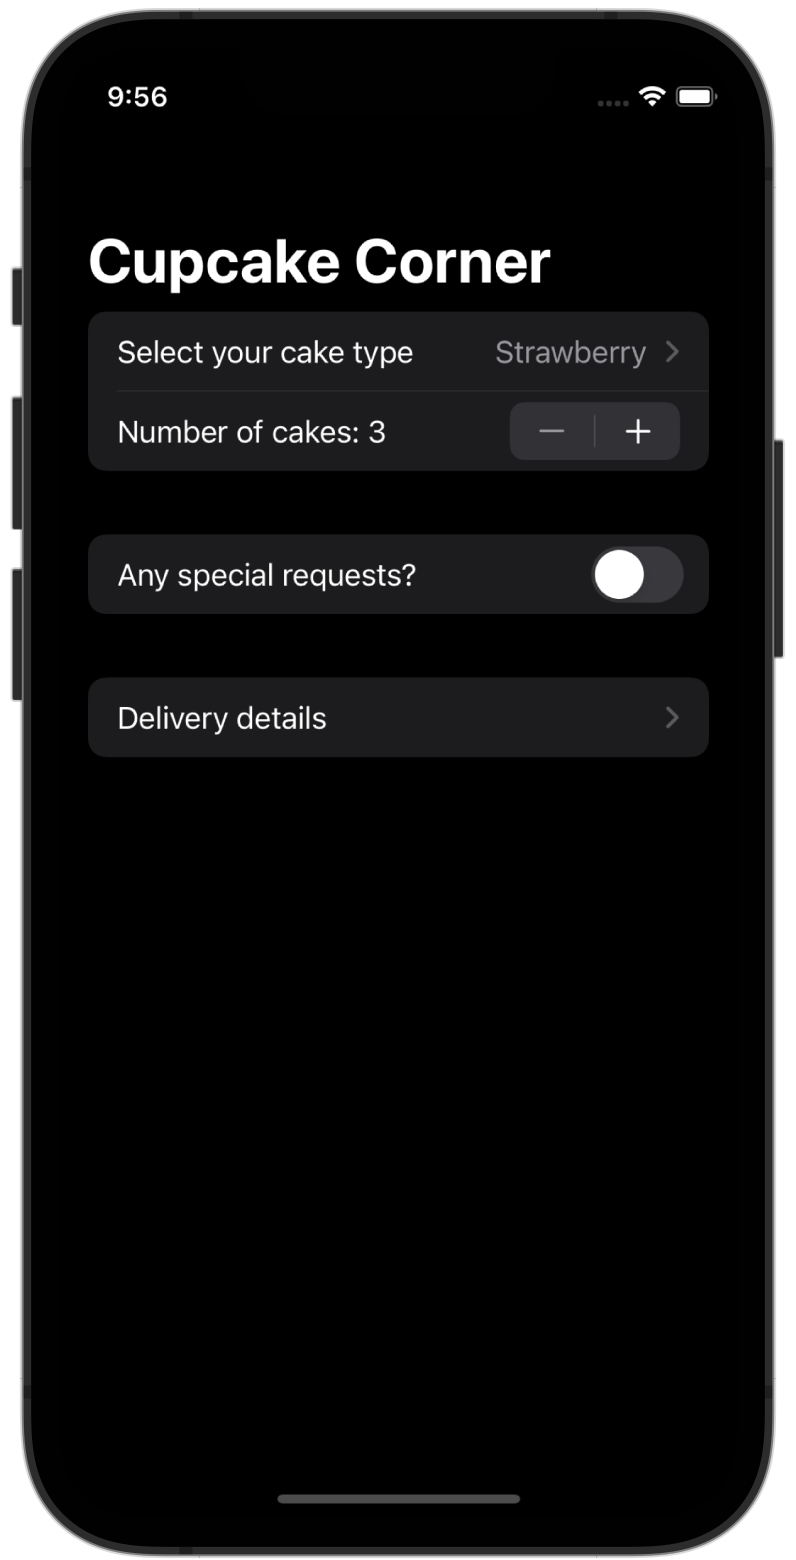 9:56
Cupcake Corner
Select your cake type Strawberry
Number of cakes: 3
Any special requests?
Delivery details